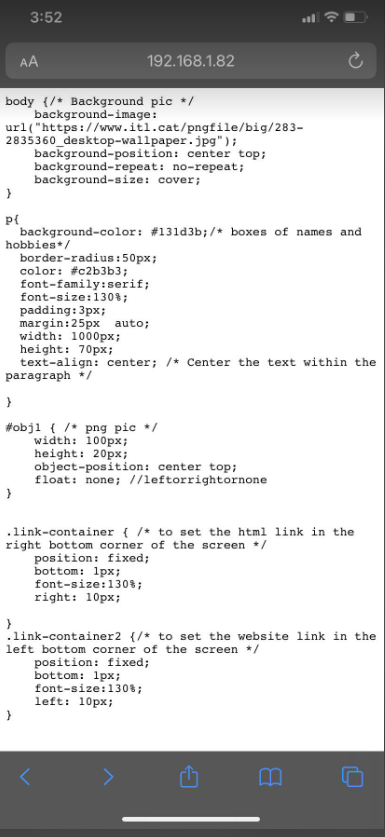 3:52
AA
192.168.1.82
body {/* Background pic */
    background-image:
url("https://www.itl.cat/pngfile/big/283-
2835360_desktop-wallpaper.jpg");
    background-position: center top;
    background-repeat: no-repeat;
    background-size: cover;
}
p{
  background-color: #131d3b;/* boxes of names and
hobbies*/
  border-radius:50px;
  color: #c2b3b3;
  font-family:serif;
  font-size:130%;
  padding:3px;
  margin:25px  auto;
  width: 1000px;
  height: 70px;
  text-align: center; /* Center the text within the
paragraph */
}
#obj1 { /* png pic */
    width: 100px;
    height: 20px;
    object-position: center top;
    float: none; //leftorrightornone
}
.link-container { /* to set the html link in the
right bottom corner of the screen */
    position: fixed;
    bottom: 1px;
    font-size:130%;
    right: 10px;
}
.link-container2 {/* to set the website link in the
left bottom corner of the screen */
    position: fixed;
    bottom: 1px;
    font-size:130%;
    left: 10px;
}